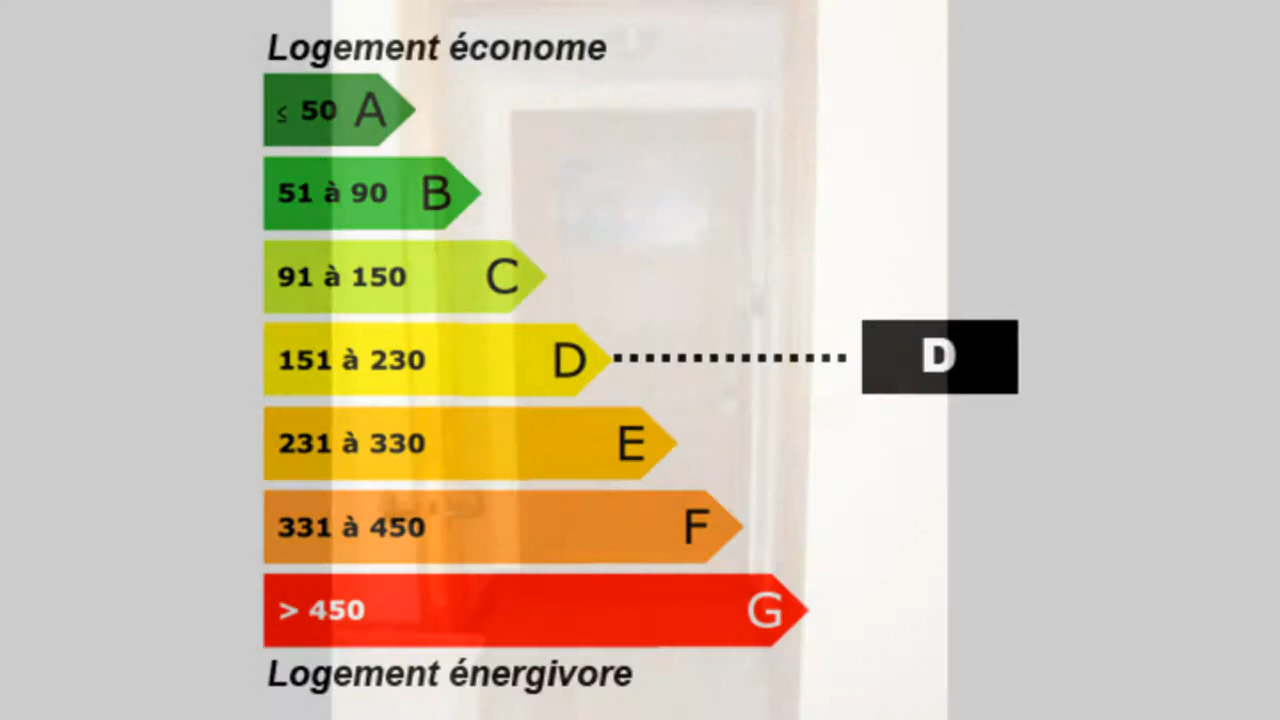 Logement économe
≤ 50 A
51 à 90 B
91 à 150 C
151 à 230 D
D
231 à 330 E
331 à 450 F
> 450 G
Logement énergivore